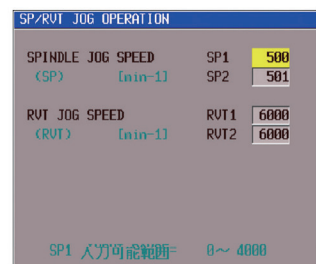 SP/RVT JOG OPERATION
SPINDLE JOG SPEED SP1 500
(SP) [min-1] SP2 501
RVT JOG SPEED RVT1 6000
(RVT) [min-1] RVT2 6000
SP1 入力可能範囲= 0~ 4000